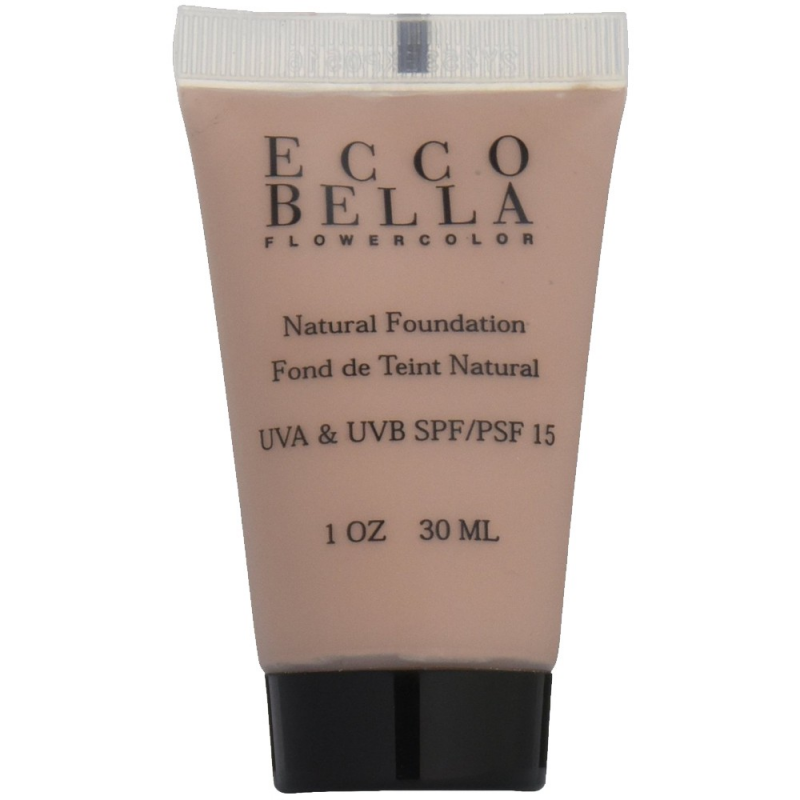 ECCO
BELLA
FLOWERCOLOR
Natural Foundation
Fond de Teint Natural
UVA & UVB SPF/PSF 15
1 OZ 30 ML